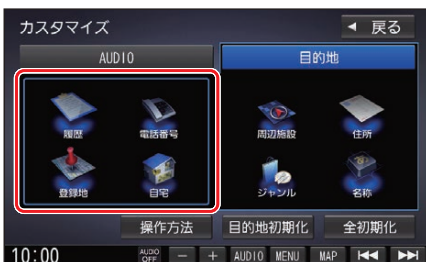 カスタマイズ ◀ 戻る
AUDIO 目的地
履歴 電話番号 周辺施設 住所
登録地 自宅 ジャンル 名称
操作方法 目的地初期化 全初期化
10:00 AUDIO OFF － ＋ AUDIO MENU MAP